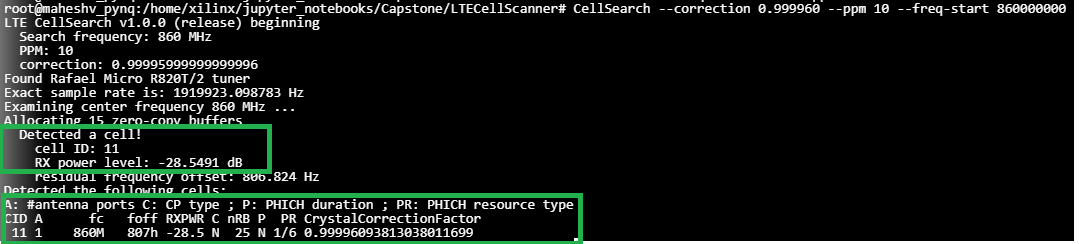 root@maheshv_pynq:/home/xilinx/jupyter_notebooks/Capstone/LTECellScanner# CellSearch --correction 0.999960 --ppm 10 --freq-start 860000000
LTE CellSearch v1.0.0 (release) beginning
Search frequency: 860 MHz
PPM: 10
correction: 0.99995999999999996
Found Rafael Micro R820T/2 tuner
Exact sample rate is: 1919923.098783 Hz
Examining center frequency 860 MHz ...
Allocating 15 zero-copy buffers
Detected a cell!
cell ID: 11
RX power level: -28.5491 dB
residual frequency offset: 806.824 Hz
Detected the following cells:
A: #antenna ports C: CP type ; P: PHICH duration ; PR: PHICH resource type
CID A fc foff RXPWR C nRB P PR CrystalCorrectionFactor
11 1 860M 807h -28.5 N 25 N 1/6 0.99996093813038011699